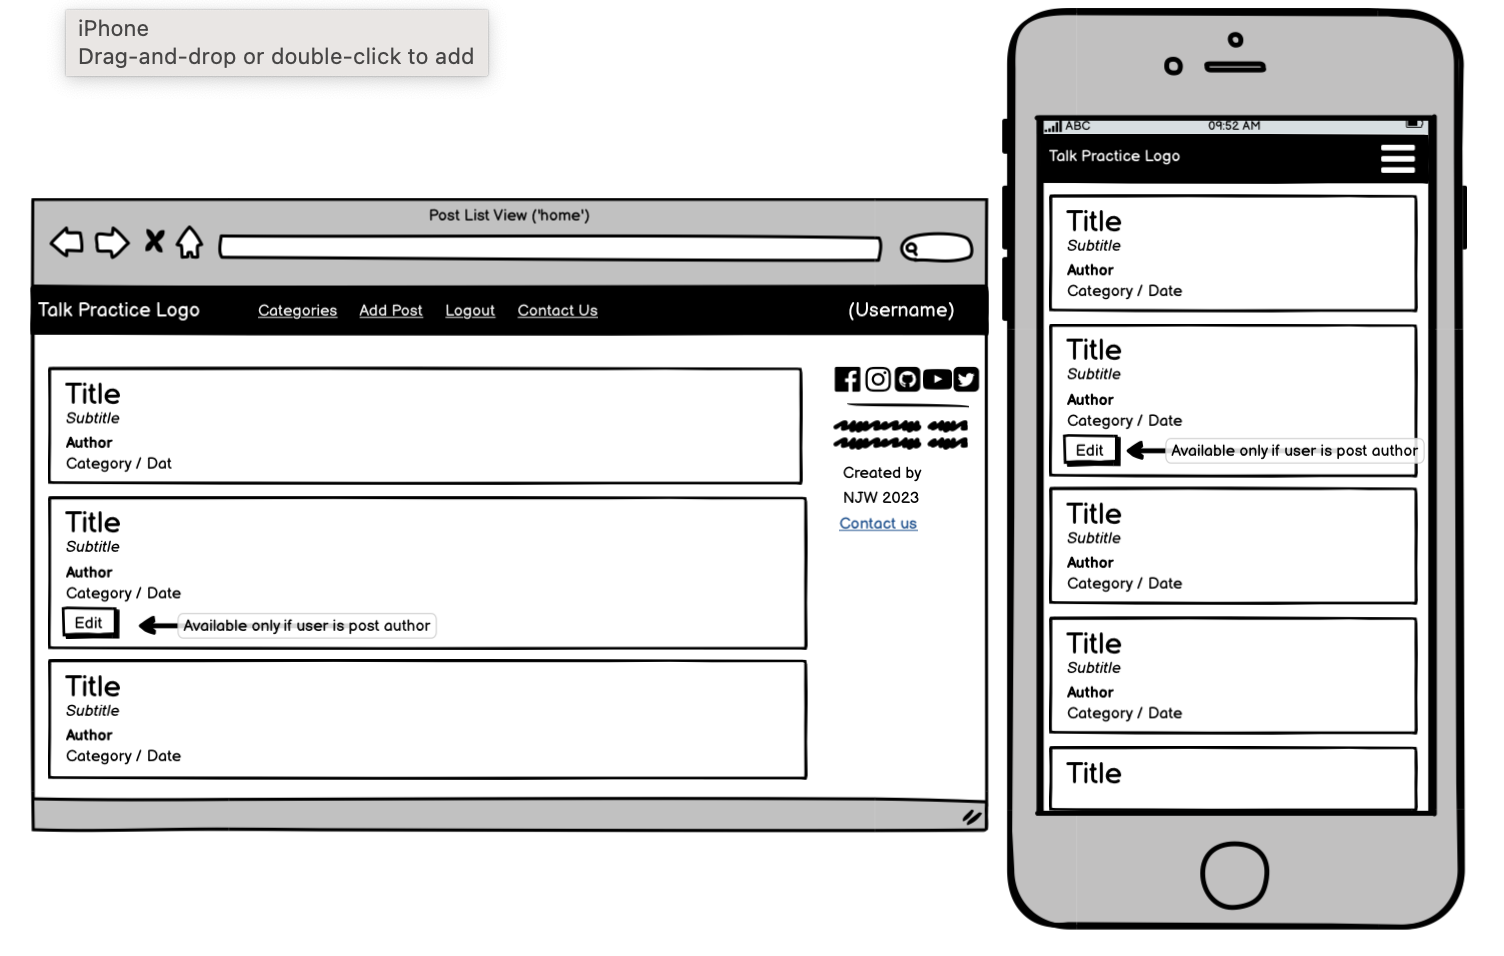 iPhone
Drag-and-drop or double-click to add
Post List View ('home')
Talk Practice Logo
Categories
Add Post
Logout
Contact Us
(Username)
Title
Subtitle
Author
Category / Dat
Title
Subtitle
Author
Category / Date
Edit
Available only if user is post author
Title
Subtitle
Author
Category / Date
Created by
NJW 2023
Contact us
ABC
09:52 AM
Talk Practice Logo
Title
Subtitle
Author
Category / Date
Title
Subtitle
Author
Category / Date
Edit
Available only if user is post author
Title
Subtitle
Author
Category / Date
Title
Subtitle
Author
Category / Date
Title